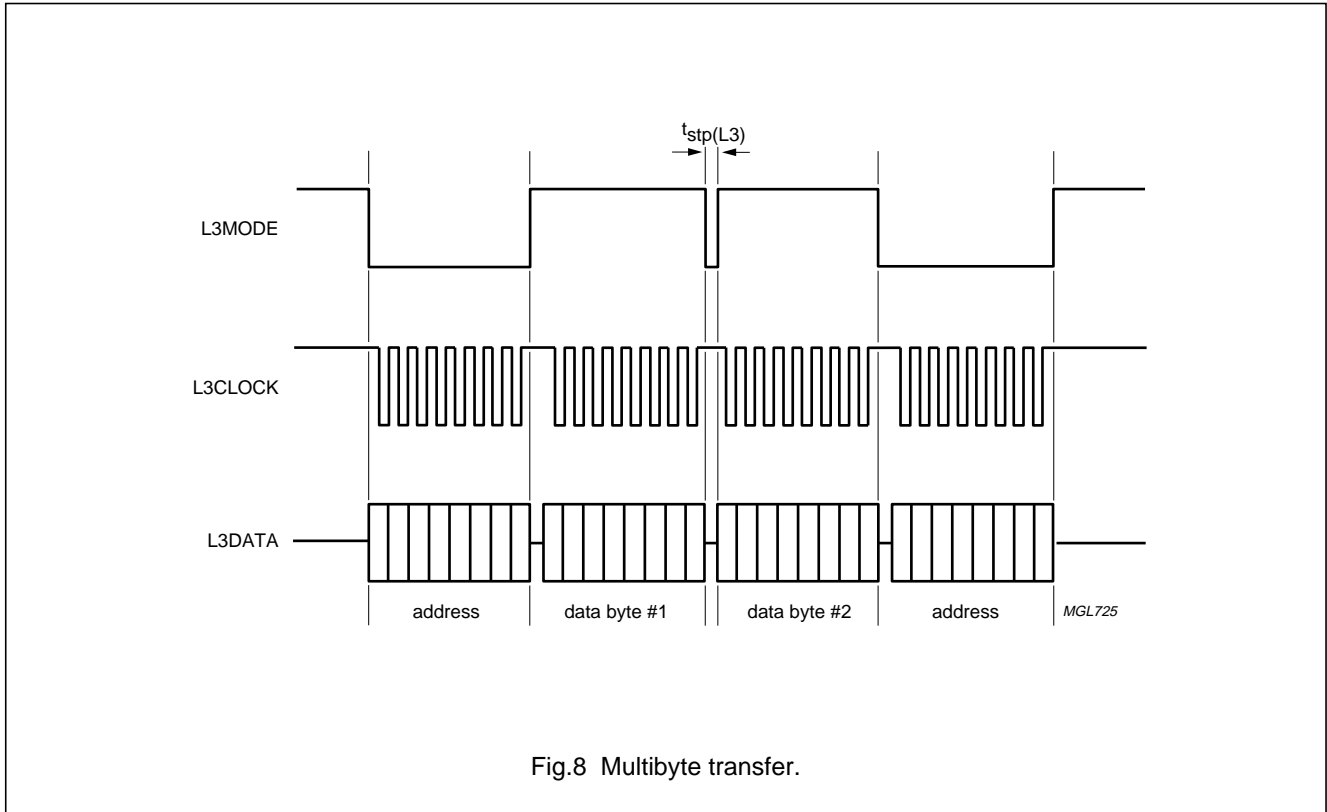 tstp(L3)
L3MODE
L3CLOCK
L3DATA
address data byte #1 data byte #2 address MGL725
Fig.8 Multibyte transfer.